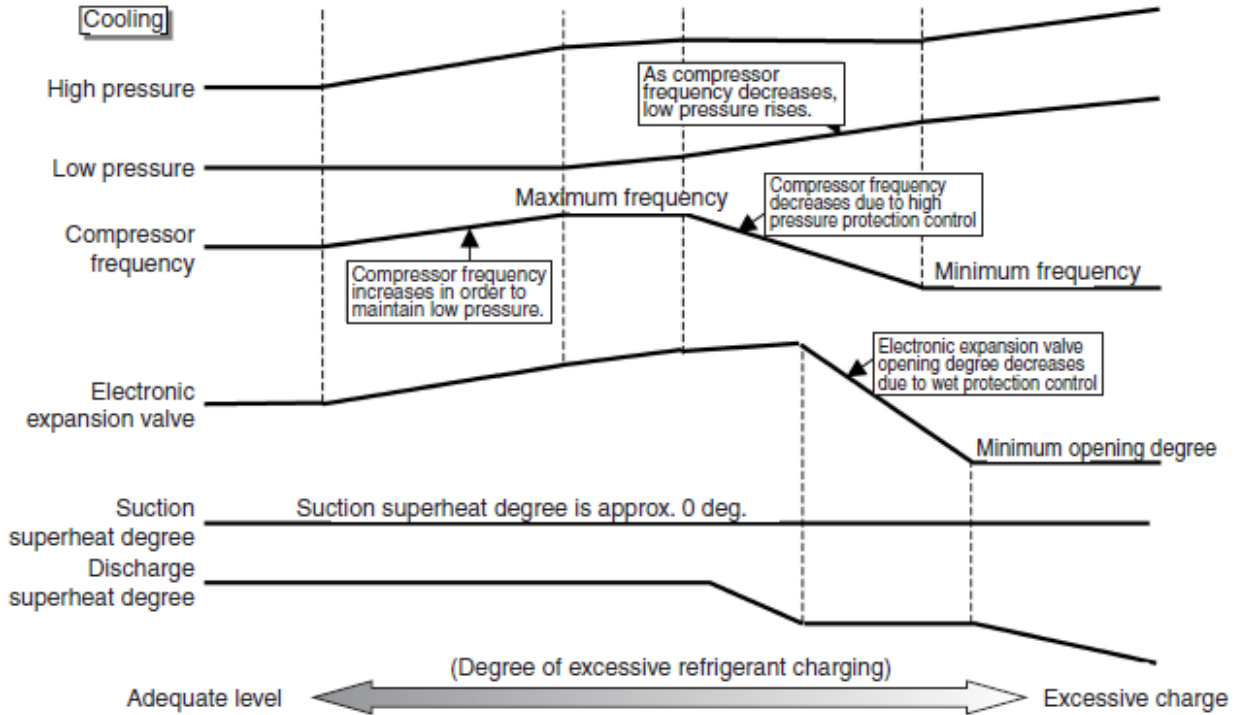 Cooling
High pressure
As compressor
frequency decreases,
low pressure rises.
Low pressure
Maximum frequency
Compressor frequency
decreases due to high
pressure protection control
Compressor
frequency
Compressor frequency
increases in order to
maintain low pressure.
Minimum frequency
Electronic expansion valve
opening degree decreases
due to wet protection control
Electronic
expansion valve
Minimum opening degree
Suction
superheat degree
Suction superheat degree is approx. 0 deg.
Discharge
superheat degree
(Degree of excessive refrigerant charging)
Adequate level
Excessive charge